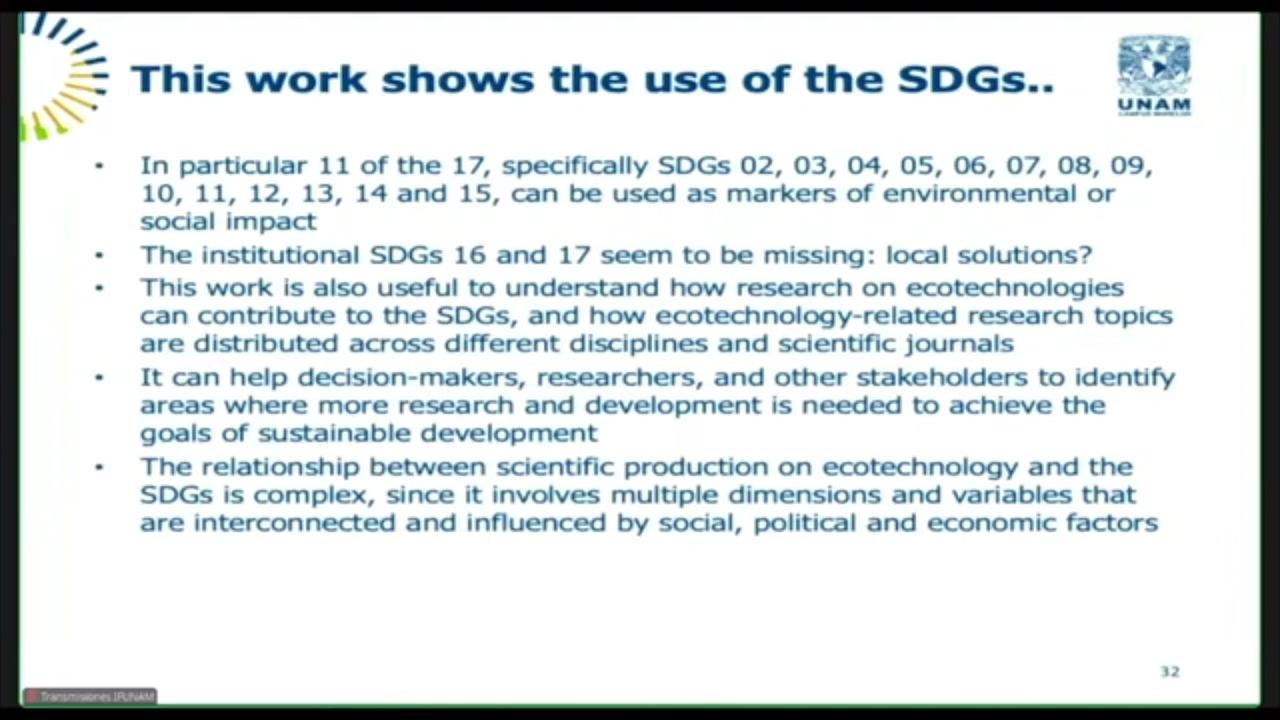 This work shows the use of the SDGs..
UNAM
• In particular 11 of the 17, specifically SDGs 02, 03, 04, 05, 06, 07, 08, 09,
10, 11, 12, 13, 14 and 15, can be used as markers of environmental or
social impact
• The institutional SDGs 16 and 17 seem to be missing: local solutions?
• This work is also useful to understand how research on ecotechnologies
can contribute to the SDGs, and how ecotechnology-related research topics
are distributed across different disciplines and scientific journals
• It can help decision-makers, researchers, and other stakeholders to identify
areas where more research and development is needed to achieve the
goals of sustainable development
• The relationship between scientific production on ecotechnology and the
SDGs is complex, since it involves multiple dimensions and variables that
are interconnected and influenced by social, political and economic factors
32
Transmisiones